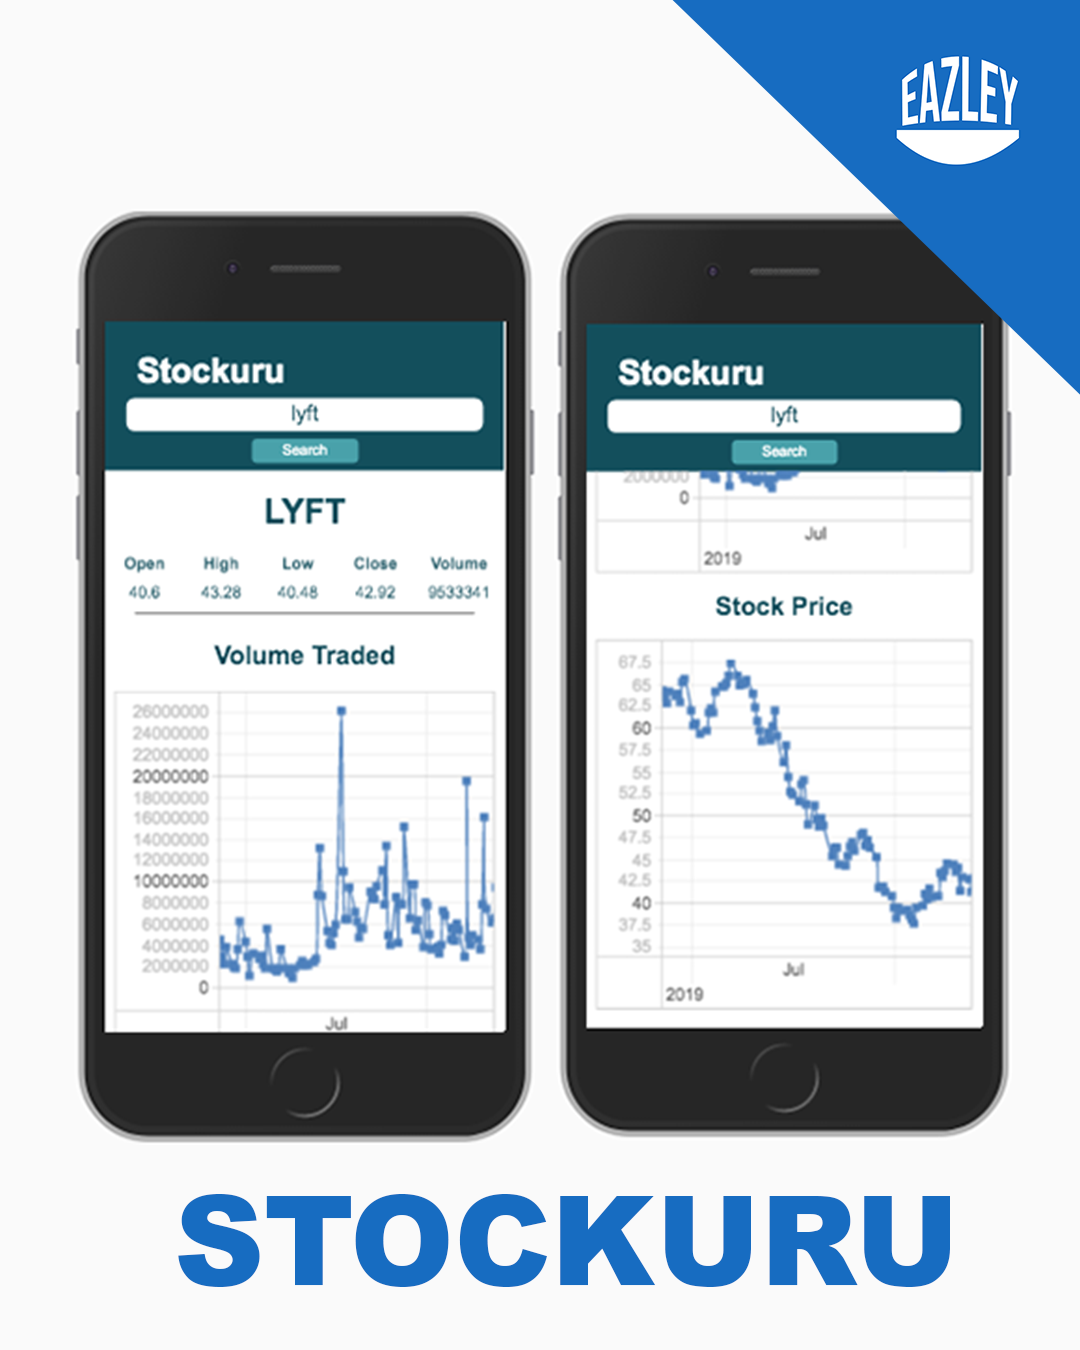 EAZLEY
Stockuru
lyft
Search
LYFT
Open High Low Close Volume
40.6 43.28 40.48 42.92 9533341
Volume Traded
26000000
24000000
22000000
20000000
18000000
16000000
14000000
12000000
10000000
8000000
6000000
4000000
2000000
0
Jul
Stockuru
lyft
Search
2000000
0
Jul
2019
Stock Price
67.5
65
62.5
60
57.5
55
52.5
50
47.5
45
42.5
40
37.5
35
Jul
2019
STOCKURU